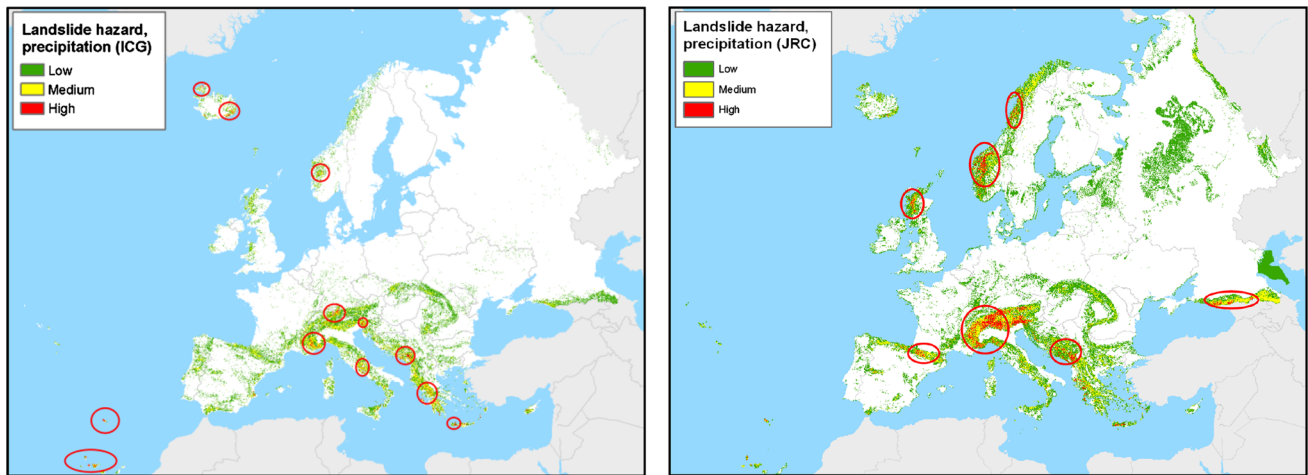 Landslide hazard,
precipitation (ICG)
Low
Medium
High
Landslide hazard,
precipitation (JRC)
Low
Medium
High